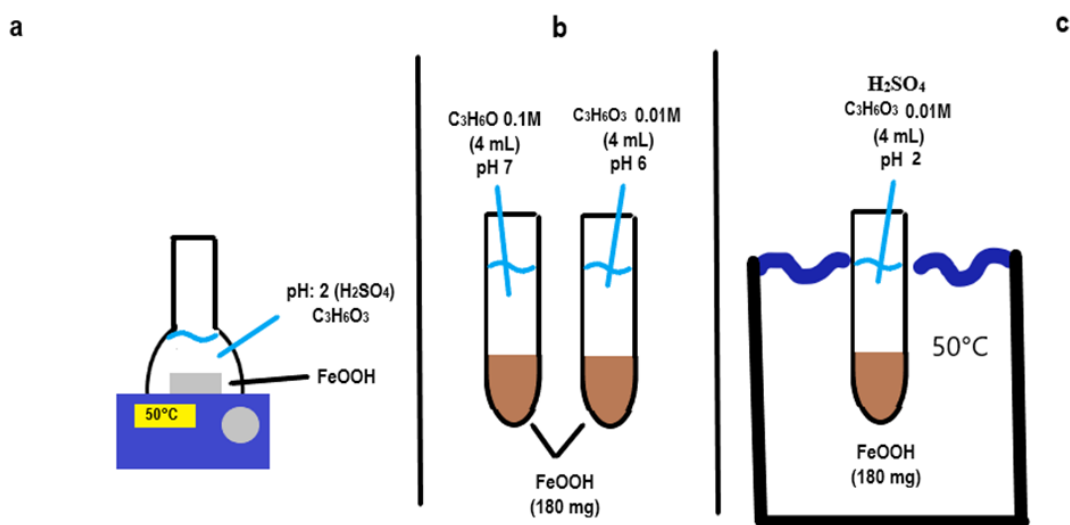 a
b
c
pH: 2 (H₂SO₄)
C₃H₆O₃
FeOOH
50°C
C₃H₆O 0.1M
(4 mL)
pH 7
C₃H₆O₃ 0.01M
(4 mL)
pH 6
FeOOH
(180 mg)
H₂SO₄
C₃H₆O₃ 0.01M
(4 mL)
pH 2
50°C
FeOOH
(180 mg)